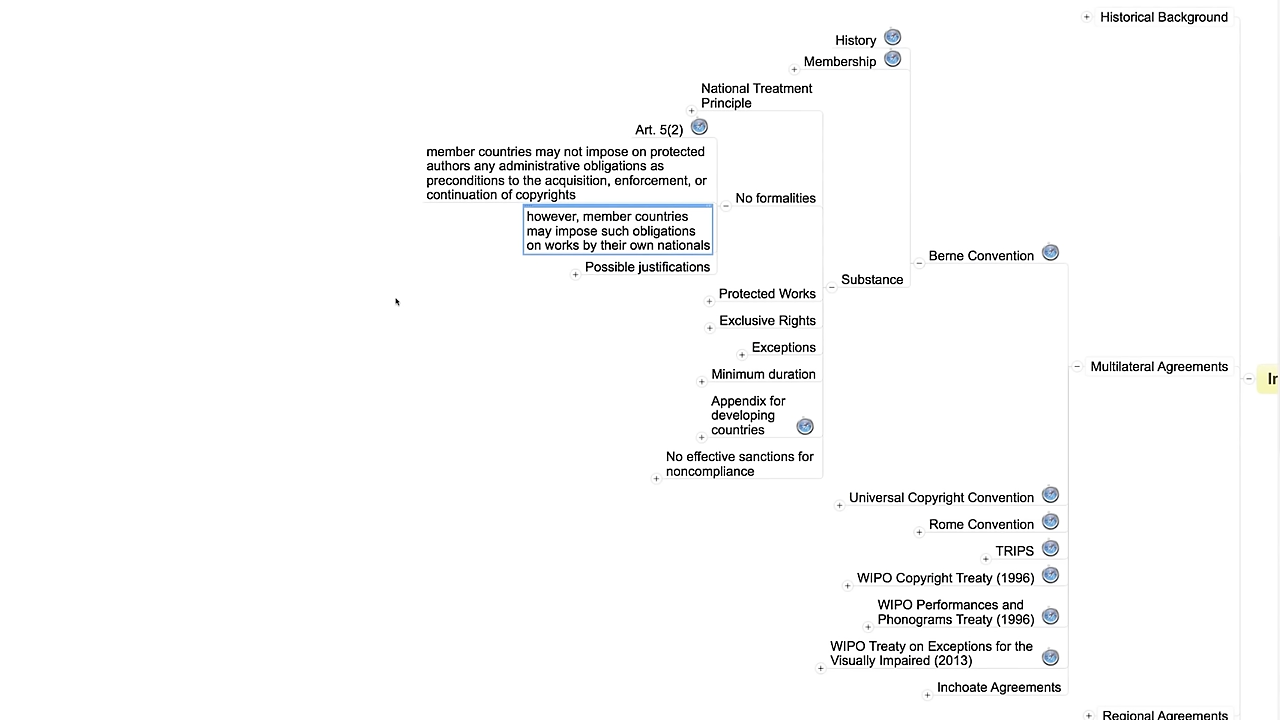 Historical Background
History
Membership
National Treatment
Principle
Art. 5(2)
member countries may not impose on protected
authors any administrative obligations as
preconditions to the acquisition, enforcement, or
continuation of copyrights
No formalities
however, member countries
may impose such obligations
on works by their own nationals
Possible justifications
Berne Convention
Substance
Protected Works
Exclusive Rights
Exceptions
Minimum duration
Appendix for
developing
countries
No effective sanctions for
noncompliance
Multilateral Agreements
Ir
Universal Copyright Convention
Rome Convention
TRIPS
WIPO Copyright Treaty (1996)
WIPO Performances and
Phonograms Treaty (1996)
WIPO Treaty on Exceptions for the
Visually Impaired (2013)
Inchoate Agreements
Regional Agreements